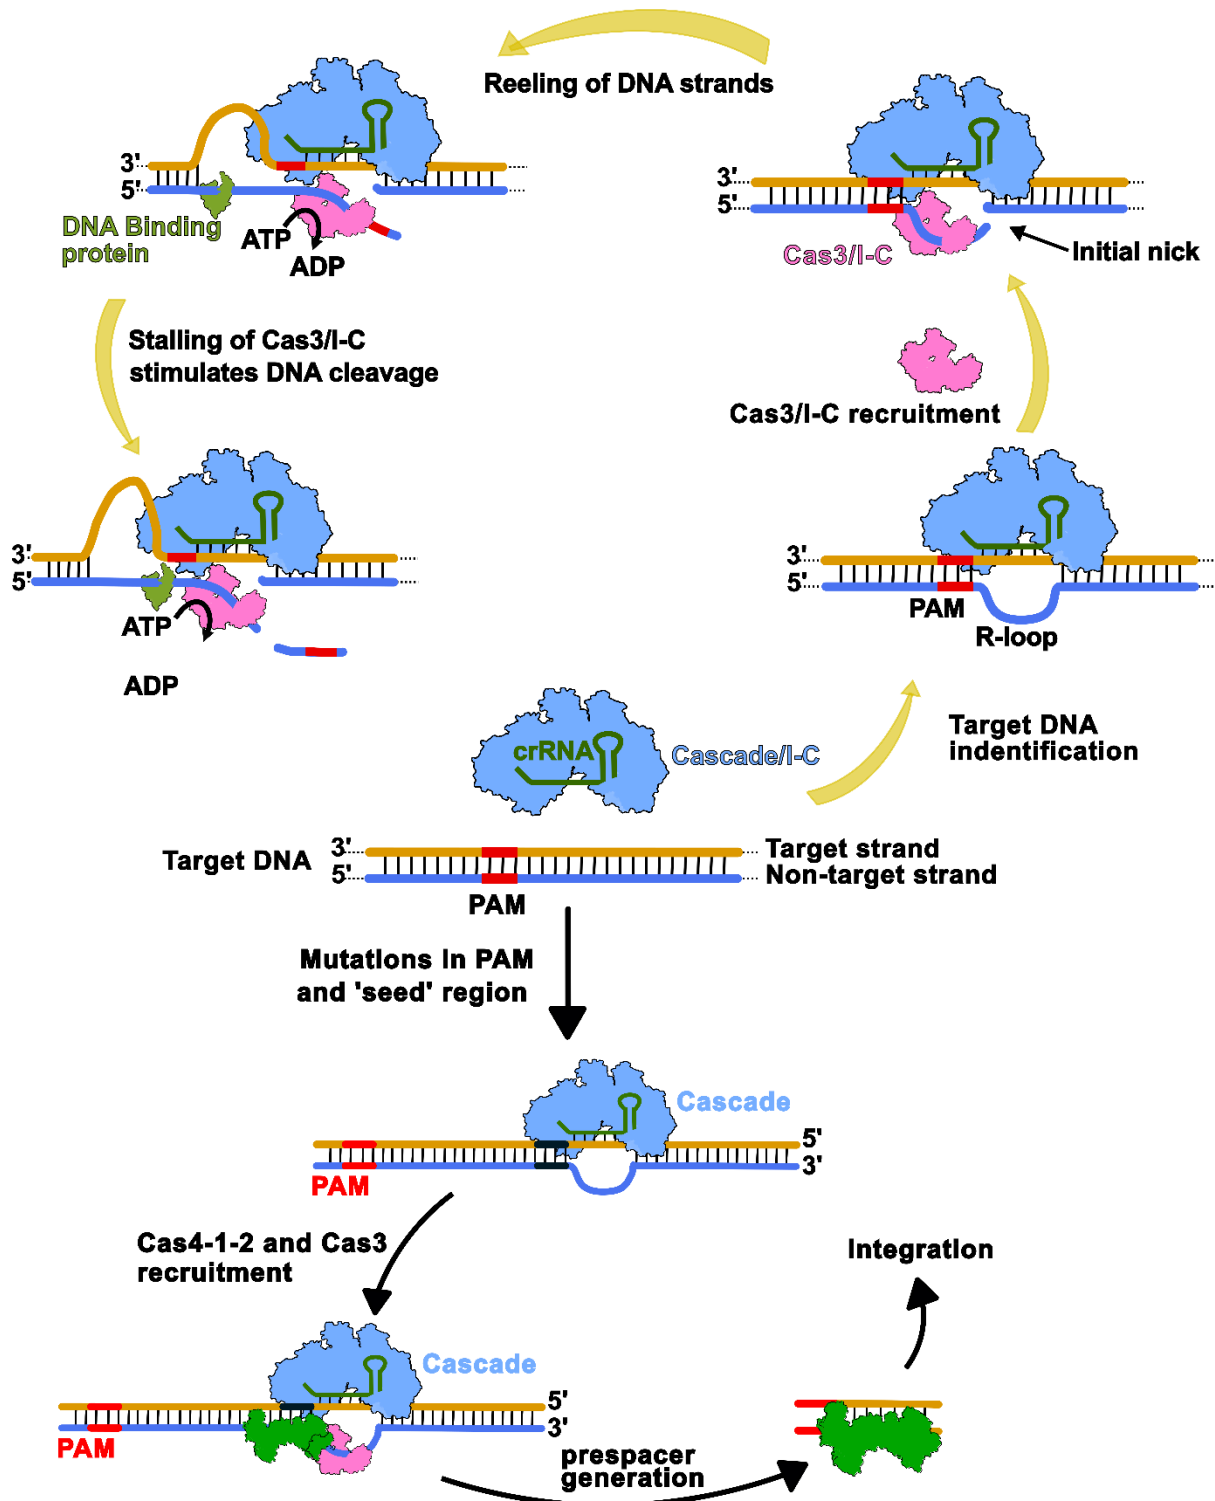 Reeling of DNA strands
3'
5'
DNA Binding
protein
ATP
ADP
3'
5'
Cas3/I-C
Initial nick
Stalling of Cas3/I-C
stimulates DNA cleavage
Cas3/I-C recruitment
3'
5'
ATP
ADP
3'
5'
PAM
R-loop
crRNA
Cascade/I-C
Target DNA
indentification
Target DNA
3'
5'
Target strand
Non-target strand
PAM
Mutations in PAM
and 'seed' region
Cascade
5'
3'
PAM
Cas4-1-2 and Cas3
recruitment
Integration
Cascade
5'
3'
PAM
prespacer
generation